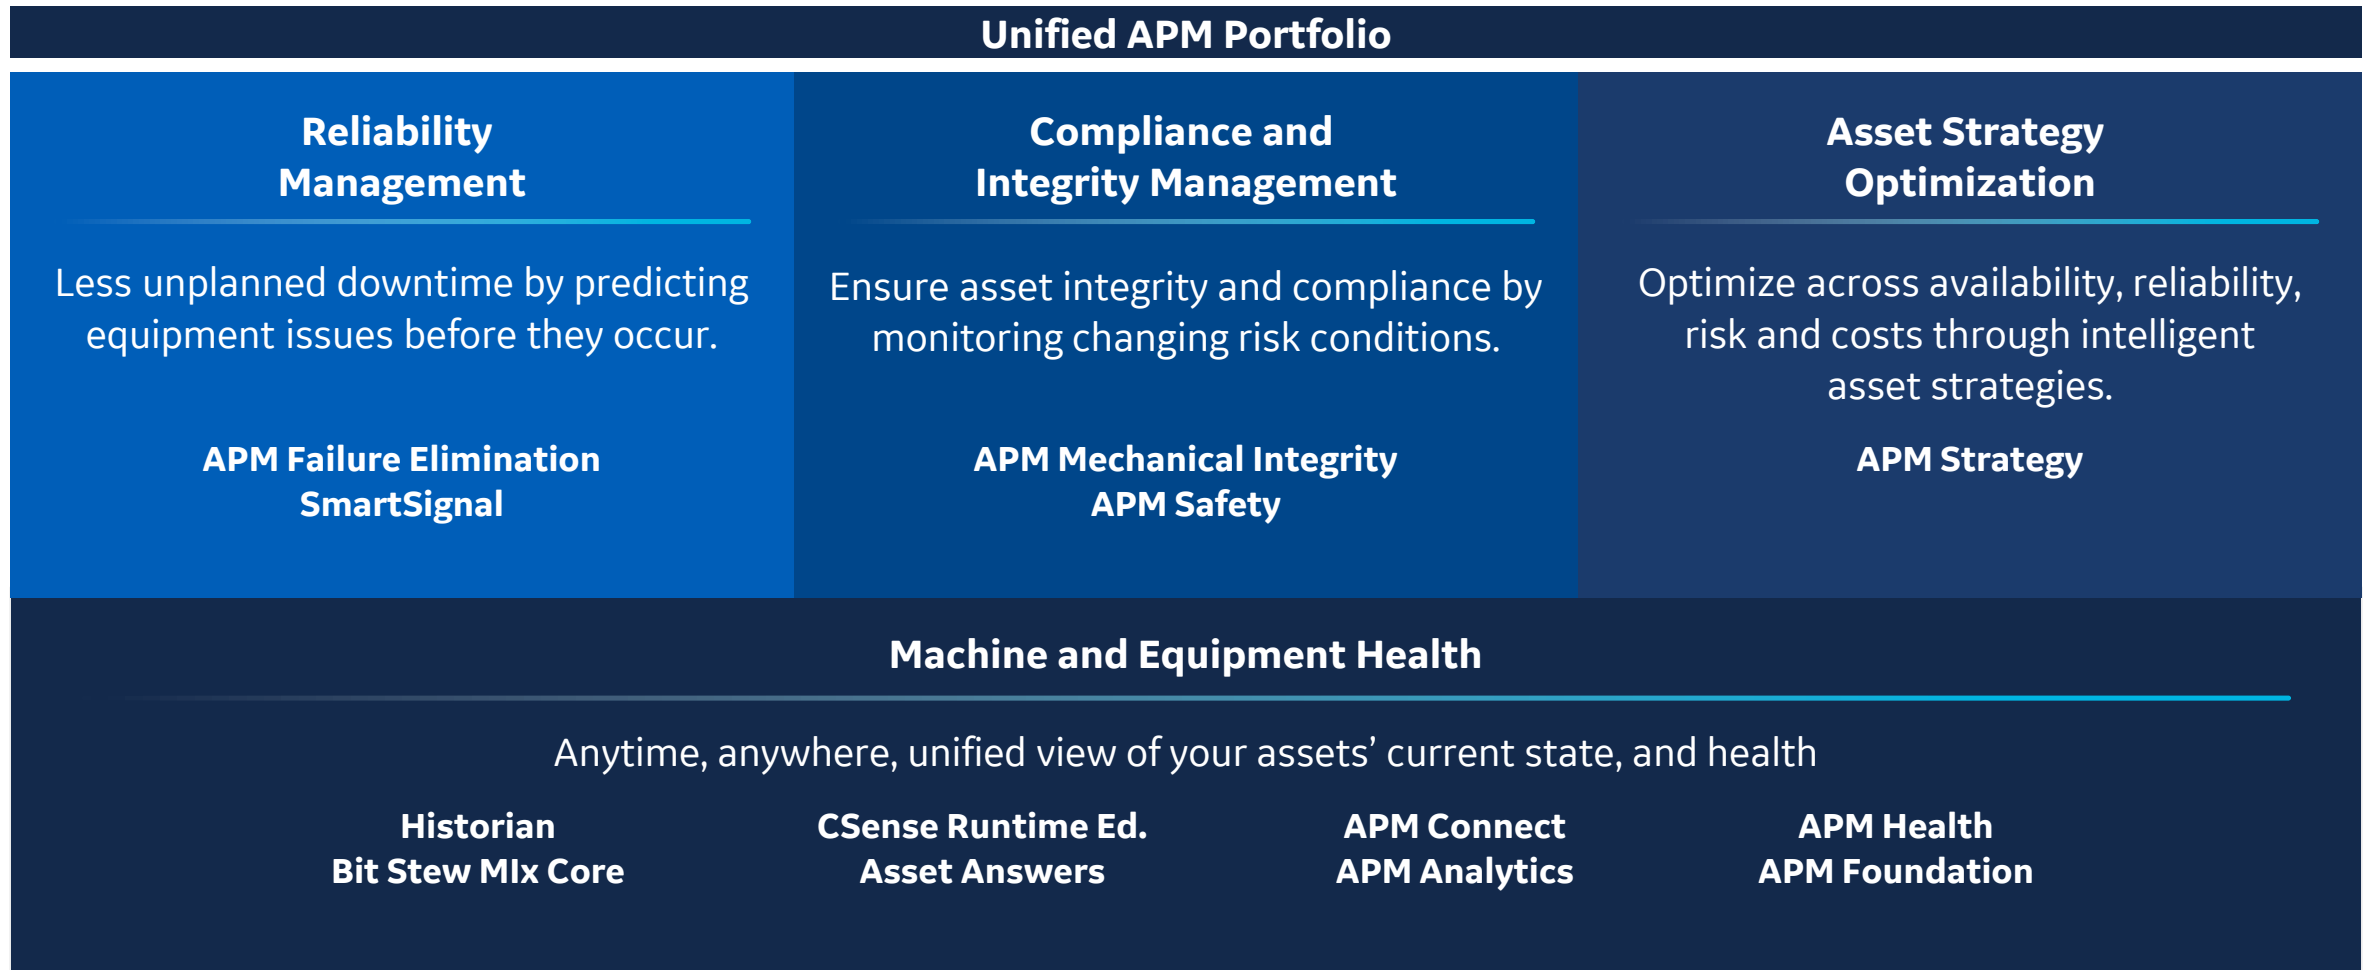 Unified APM Portfolio
Reliability
Management
Less unplanned downtime by predicting
equipment issues before they occur.
APM Failure Elimination
SmartSignal
Compliance and
Integrity Management
Ensure asset integrity and compliance by
monitoring changing risk conditions.
APM Mechanical Integrity
APM Safety
Asset Strategy
Optimization
Optimize across availability, reliability,
risk and costs through intelligent
asset strategies.
APM Strategy
Machine and Equipment Health
Anytime, anywhere, unified view of your assets’ current state, and health
Historian
Bit Stew MIx Core
CSense Runtime Ed.
Asset Answers
APM Connect
APM Analytics
APM Health
APM Foundation